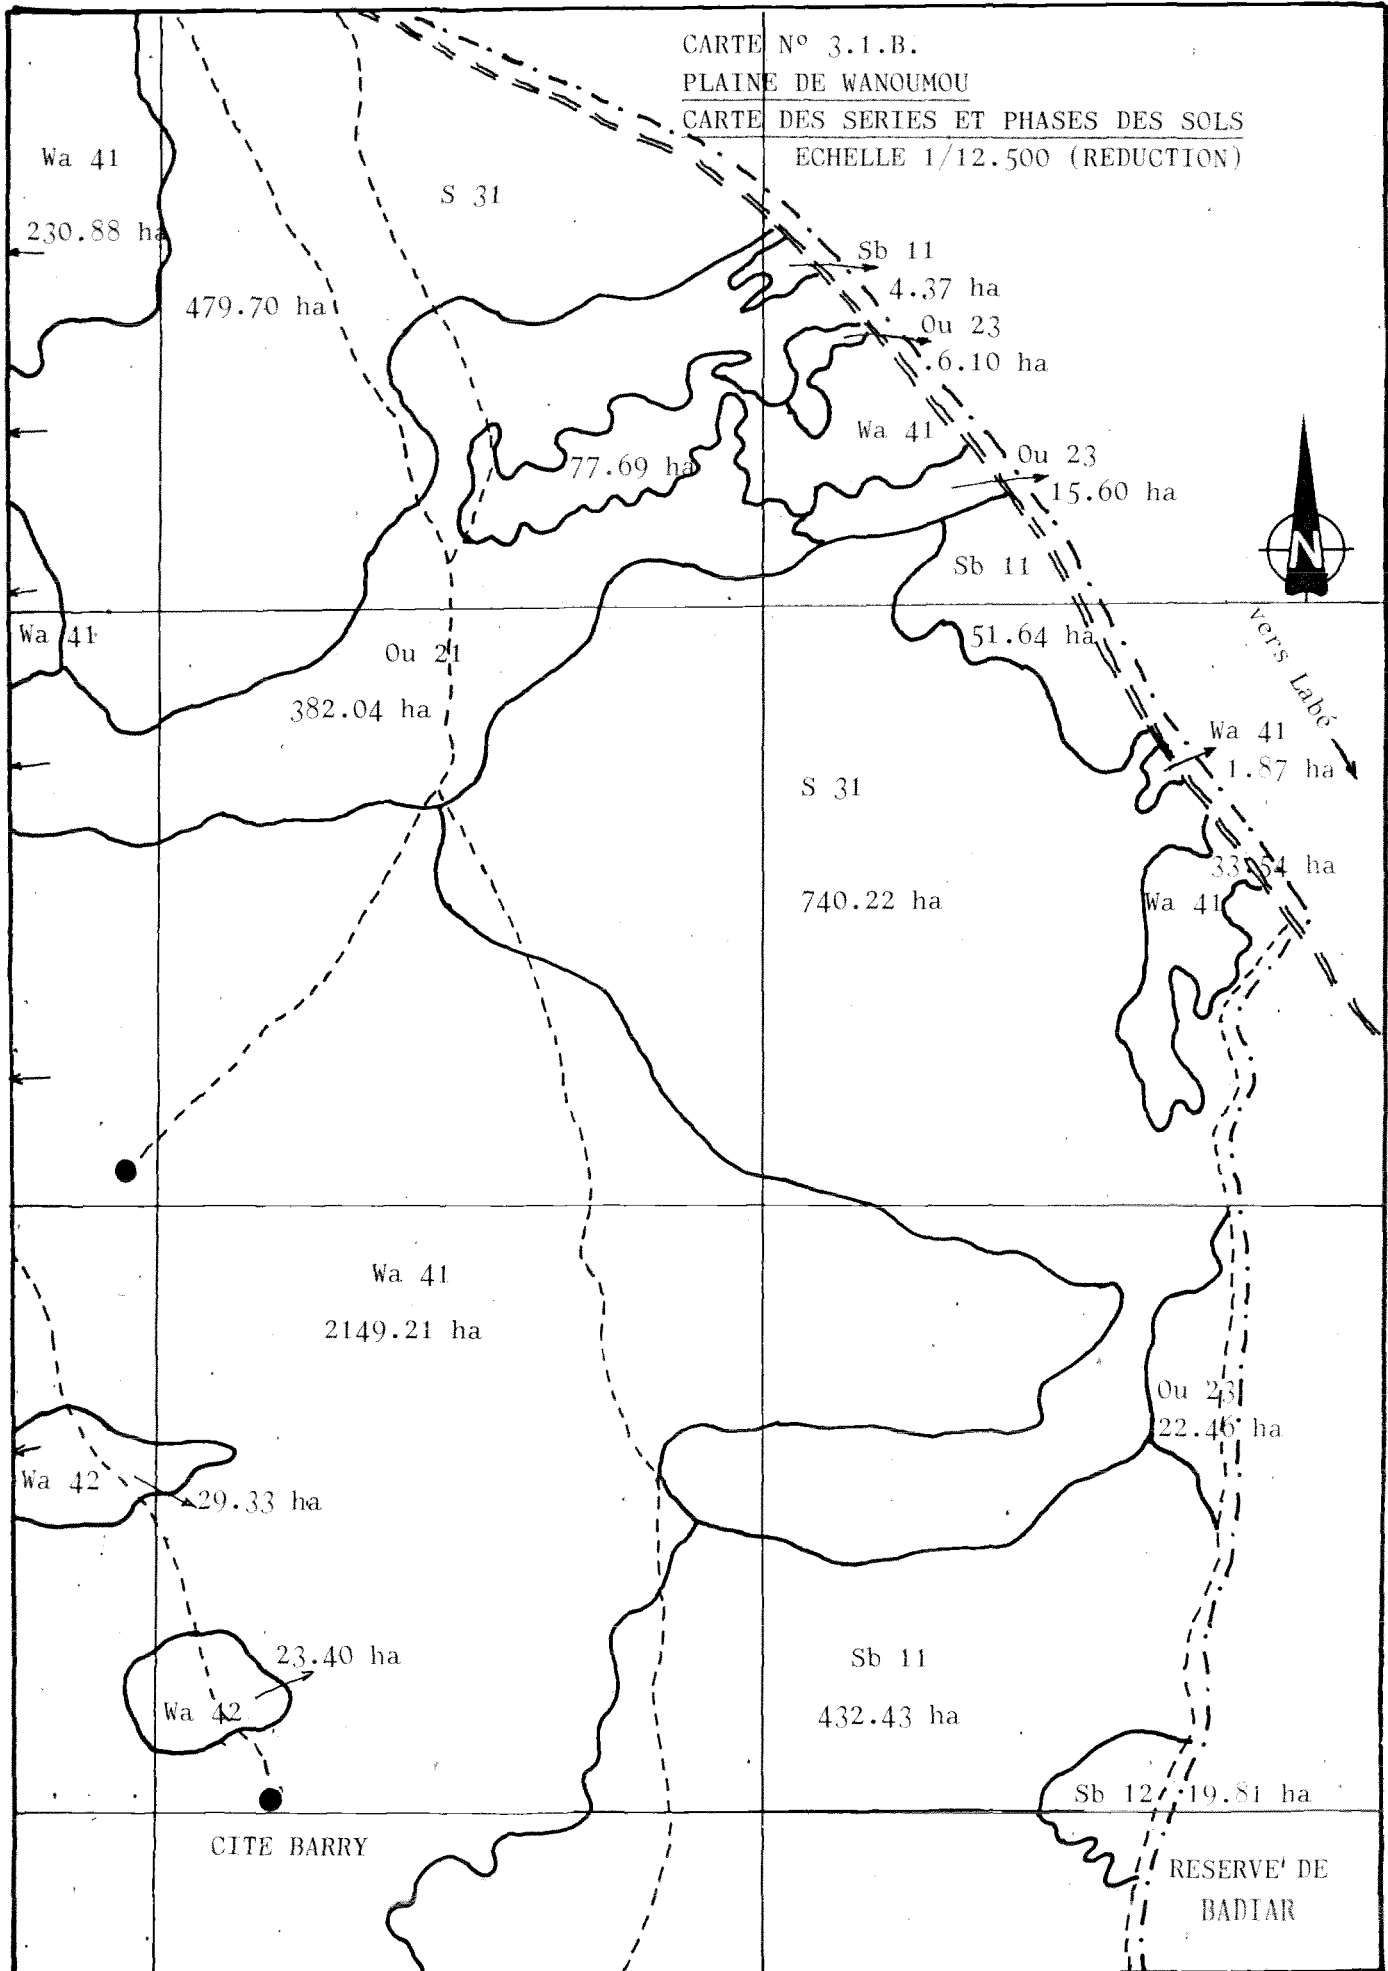 CARTE Nº 3.1.B.
PLAINE DE WANOUMOU
CARTE DES SERIES ET PHASES DES SOLS
ECHELLE 1/12.500 (REDUCTION)
Wa 41
230.88 ha
S 31
479.70 ha
Sb 11
4.37 ha
Ou 23
6.10 ha
Wa 41
77.69 ha
Ou 23
15.60 ha
N
Sb 11
51.64 ha
vers Labé
Wa 41
Ou 21
382.04 ha
Wa 41
1.87 ha
S 31
740.22 ha
33.54 ha
Wa 41
Wa 41
2149.21 ha
Ou 23
22.46 ha
Wa 42
29.33 ha
23.40 ha
Wa 42
Sb 11
432.43 ha
Sb 12 19.81 ha
CITE BARRY
RESERVE' DE
BADIAR